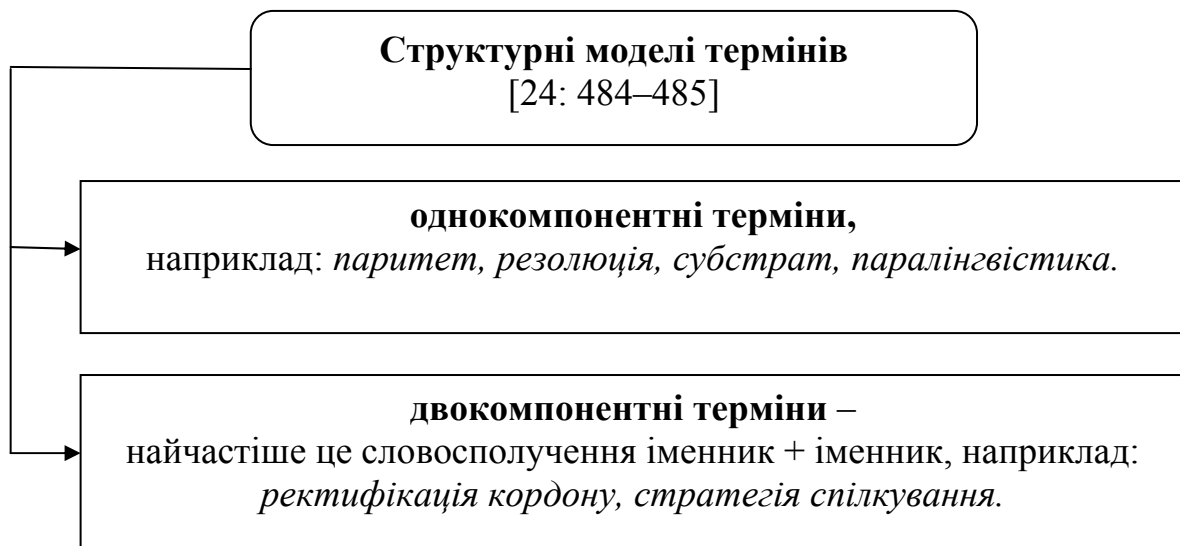 Структурні моделі термінів
[24: 484–485]
однокомпонентні терміни,
наприклад: паритет, резолюція, субстрат, паралінгвістика.
двокомпонентні терміни –
найчастіше це словосполучення іменник + іменник, наприклад:
ректифікація кордону, стратегія спілкування.